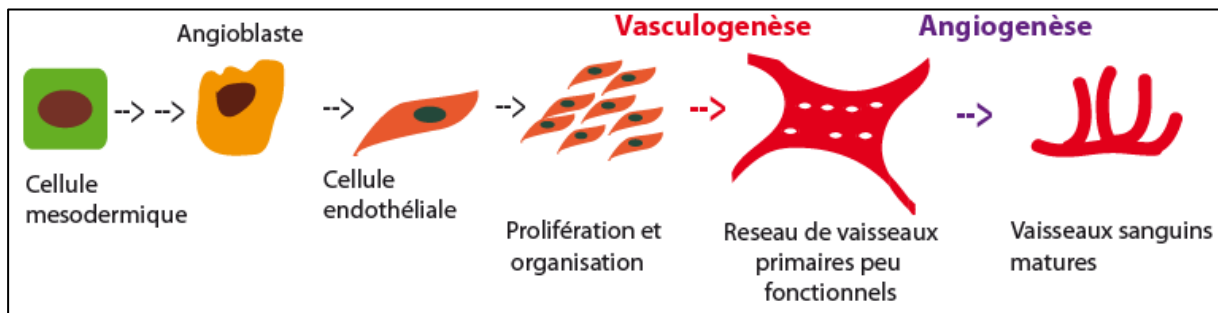 Angioblaste
Vasculogenèse
Angiogenèse
-->
-->
-->
-->
-->
-->
Cellule
mesodermique
Cellule
endothéliale
Prolifération et
organisation
Reseau de vaisseaux
primaires peu
fonctionnels
Vaisseaux sanguins
matures